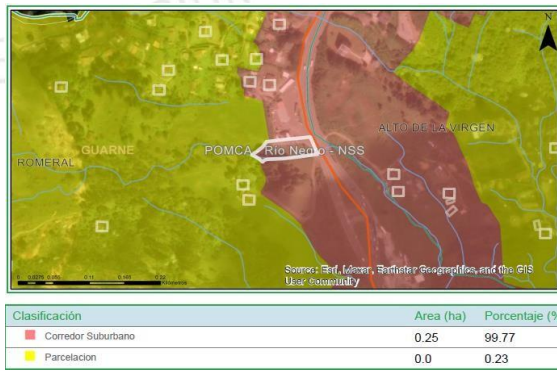 N
ALTO DE LA VIRGEN
GUARNE
POMCA Río Negro - NSS
ROMERAL
Source: Esri, Maxar, Earthstar Geographics, and the GIS
User community
Clasificación Area (ha) Porcentaje (%
Corredor Suburbano 0.25 99.77
Parcelacion 0.0 0.23